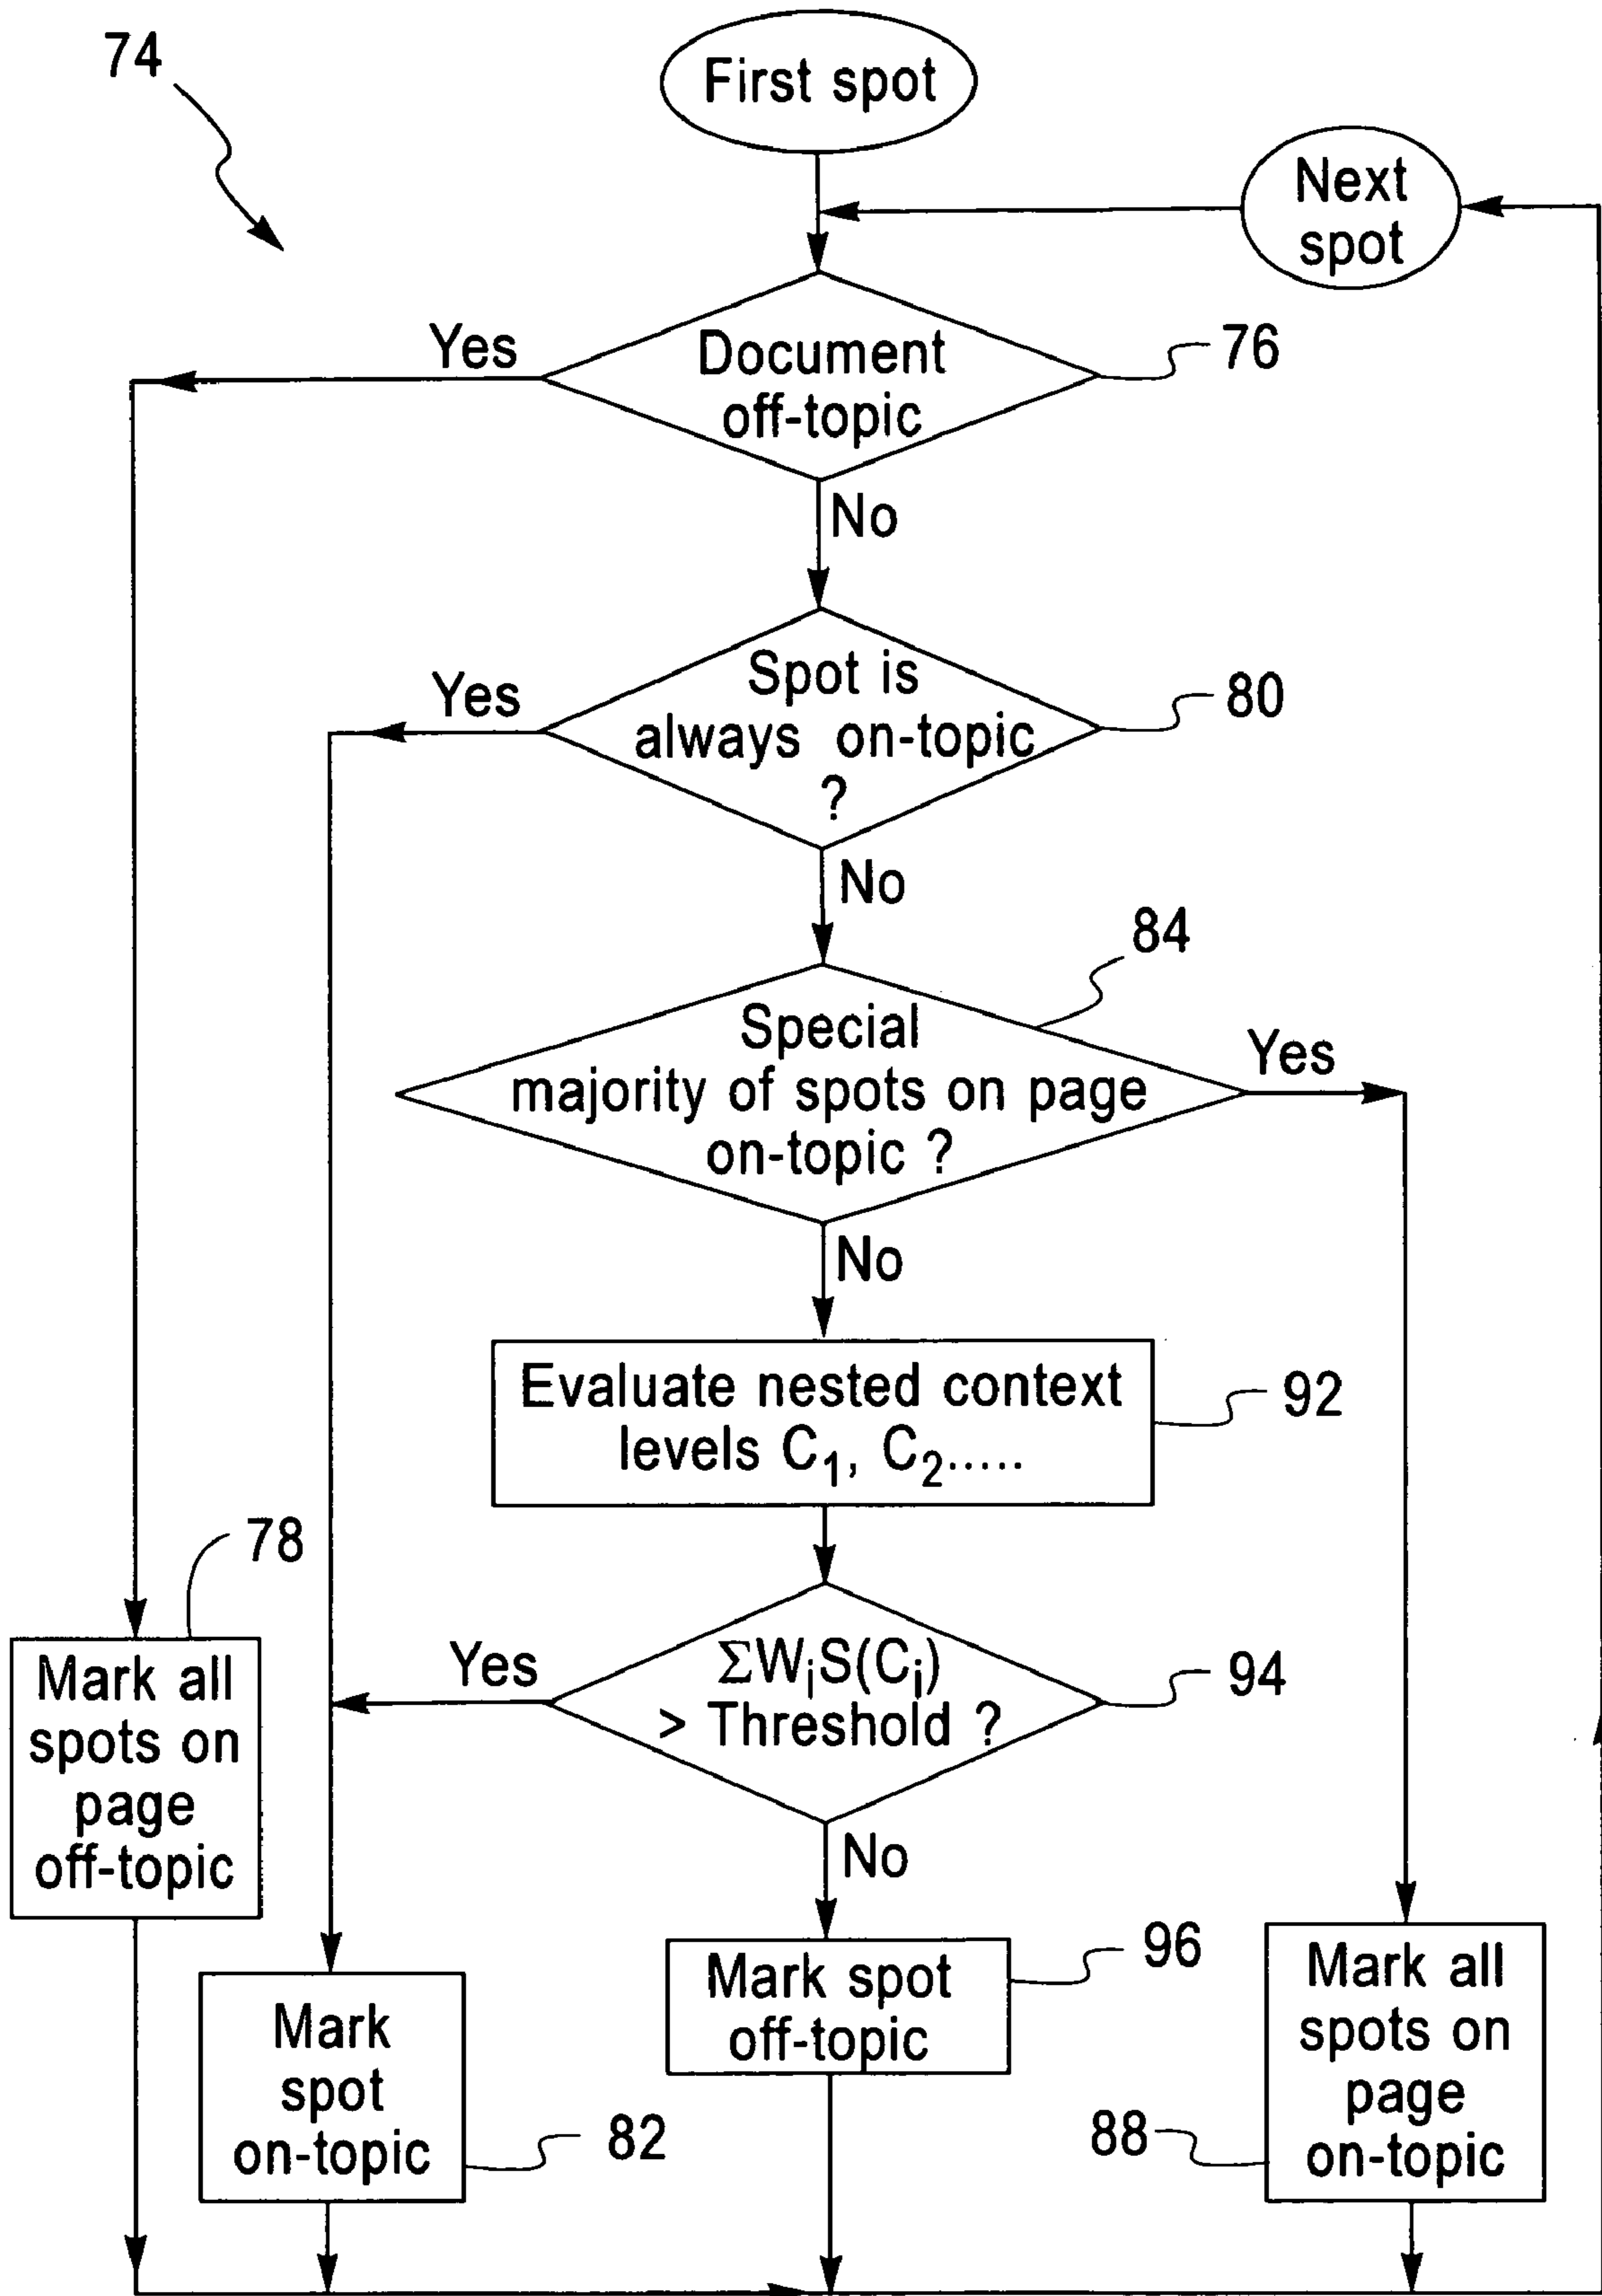 74
First spot
Next
spot
Yes
Document
off-topic
76
No
Yes
Spot is
always on-topic
?
80
No
84
Special
majority of spots on page
on-topic ?
Yes
No
Evaluate nested context
levels C₁, C₂.....
92
78
Mark all
spots on
page
off-topic
Yes
ΣWᵢS(Cᵢ)
> Threshold ?
94
No
Mark spot
off-topic
96
Mark
spot
on-topic
82
Mark all
spots on
page
on-topic
88